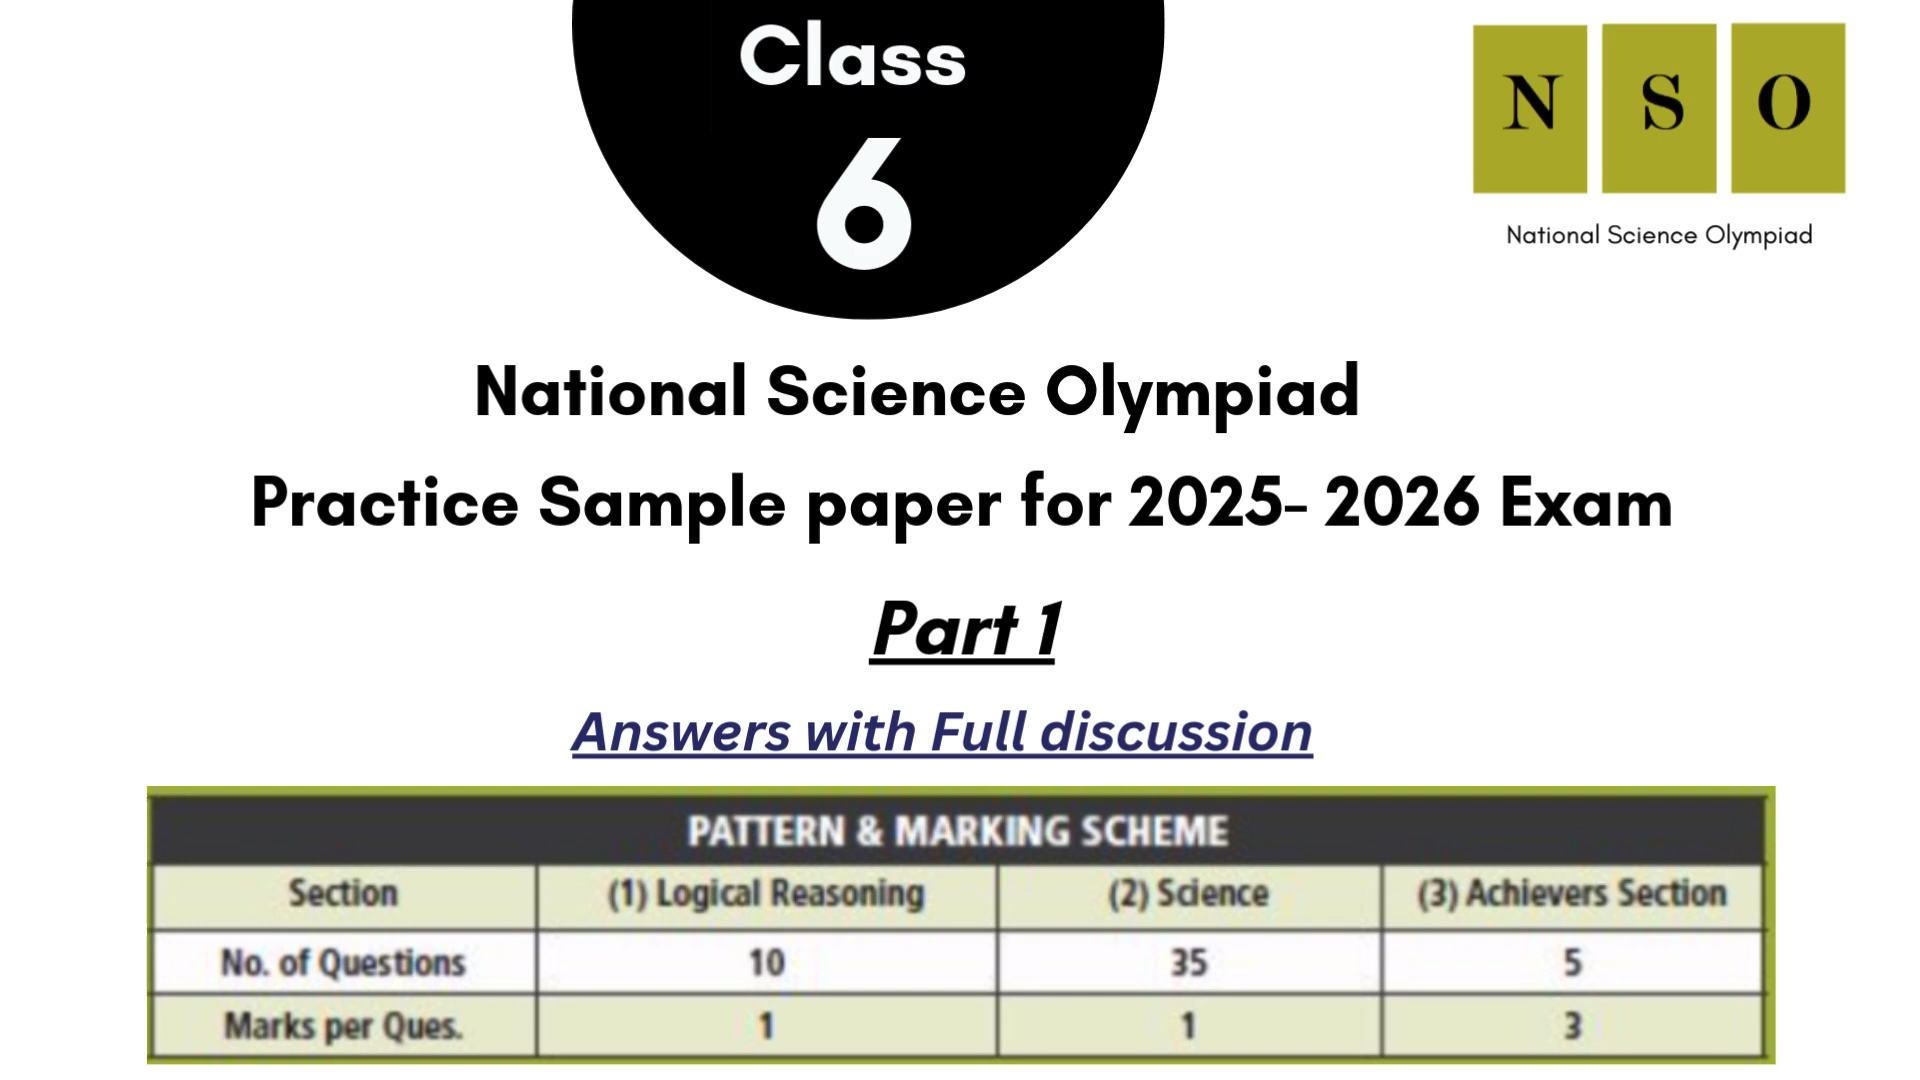 Class
6
N S O
National Science Olympiad
National Science Olympiad
Practice Sample paper for 2025- 2026 Exam
Part 1
Answers with Full discussion
PATTERN & MARKING SCHEME
Section (1) Logical Reasoning (2) Science (3) Achievers Section
No. of Questions 10 35 5
Marks per Ques. 1 1 3